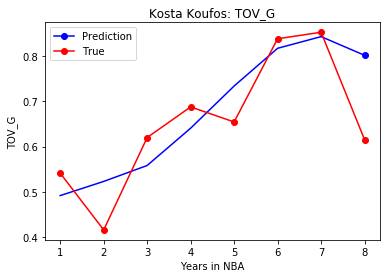 Kosta Koufos: TOV_G
Prediction
True
0.8
0.7
0.6
0.5
0.4
TOV_G
1 2 3 4 5 6 7 8
Years in NBA